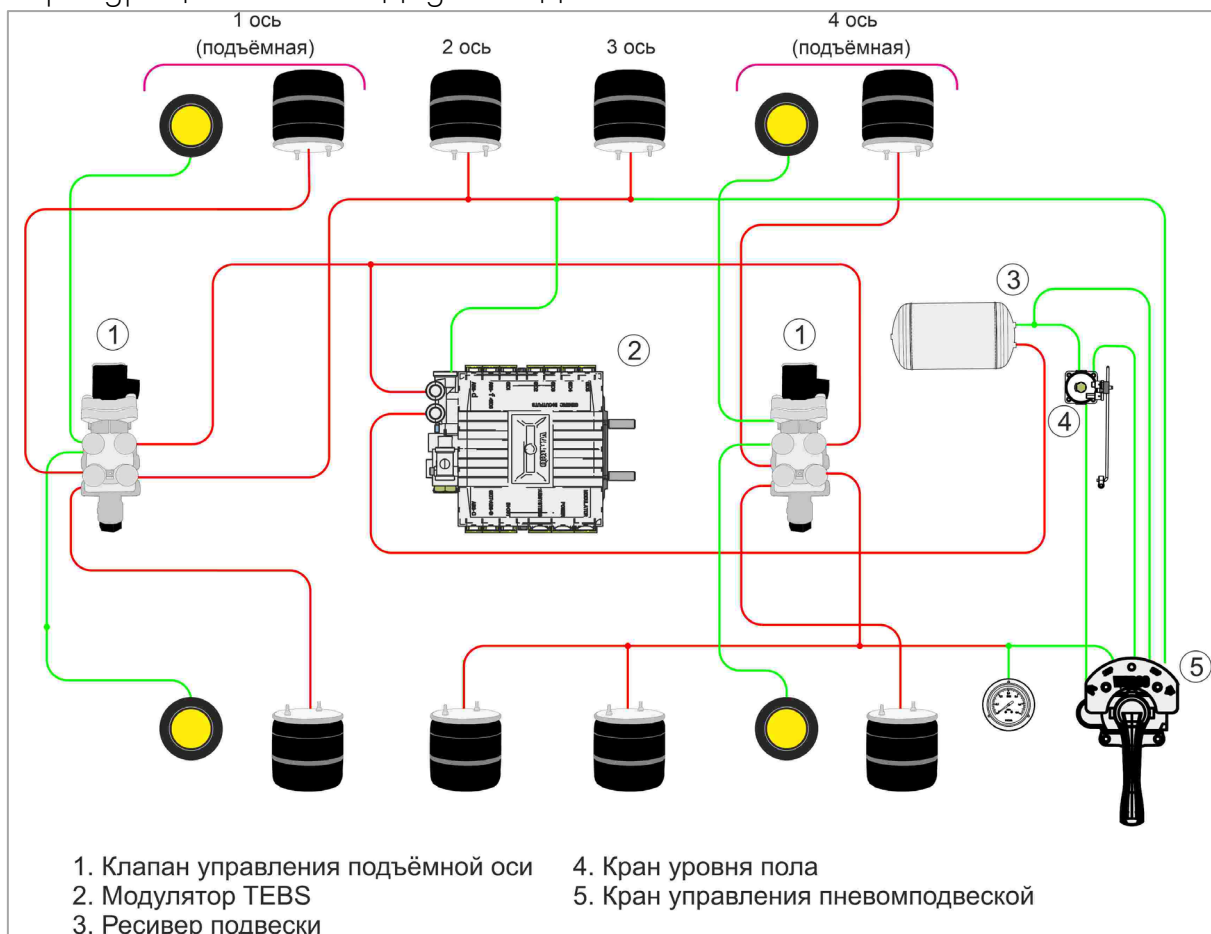 1 ось
(подъёмная)
2 ось
3 ось
4 ось
(подъёмная)
1
2
1
3
4
5
1. Клапан управления подъёмной оси
2. Модулятор TEBS
3. Ресивер подвески
4. Кран уровня пола
5. Кран управления пневмоподвеской